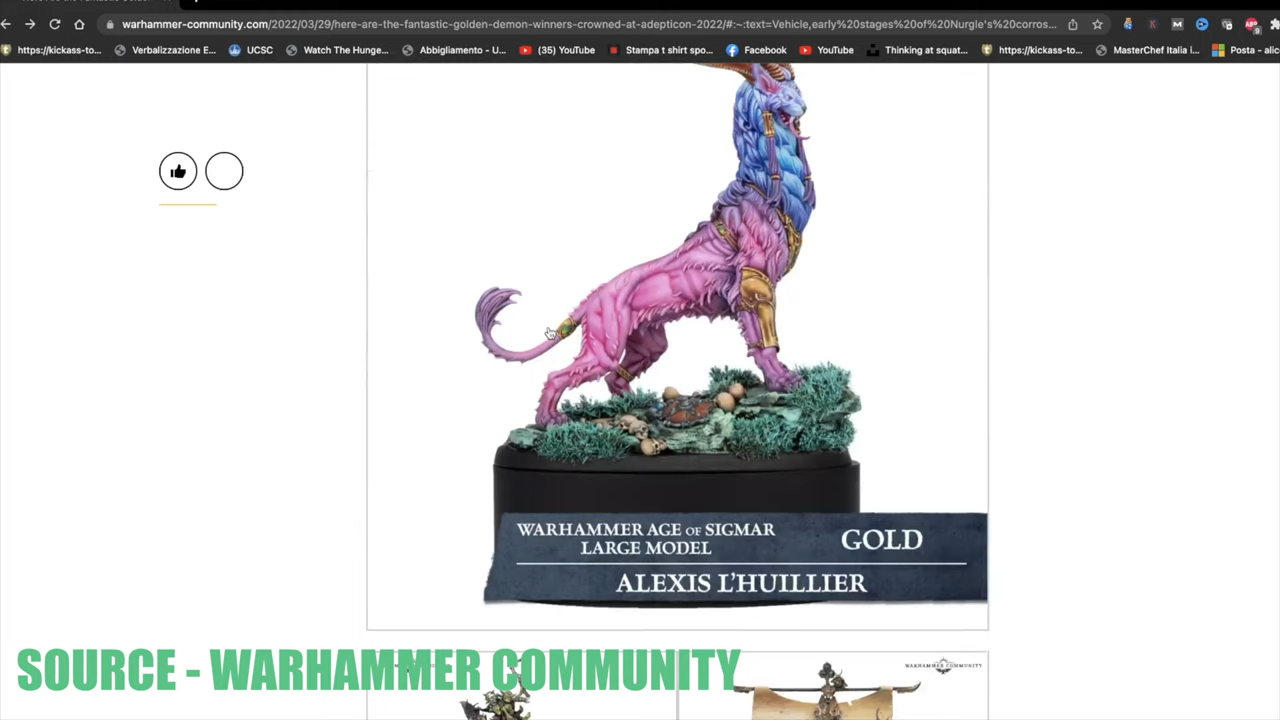 warhammer-community.com/2022/03/29/here-are-the-fantastic-golden-demon-winners-crowned-at-adepticon-2022/#:~:text=Vehicle,early%20stages%20of%20Nurgle's%20corros...
https://kickass-to... Verbalizzazione E... UCSC Watch The Hunge... Abbigliamento - U... (35) YouTube Stampa t shirt spo... Facebook YouTube Thinking at squat... https://kickass-to... MasterChef Italia i... Posta - alic
WARHAMMER AGE OF SIGMAR
LARGE MODEL
GOLD
ALEXIS L'HUILLIER
SOURCE - WARHAMMER COMMUNITY
WARHAMMER COMMUNITY